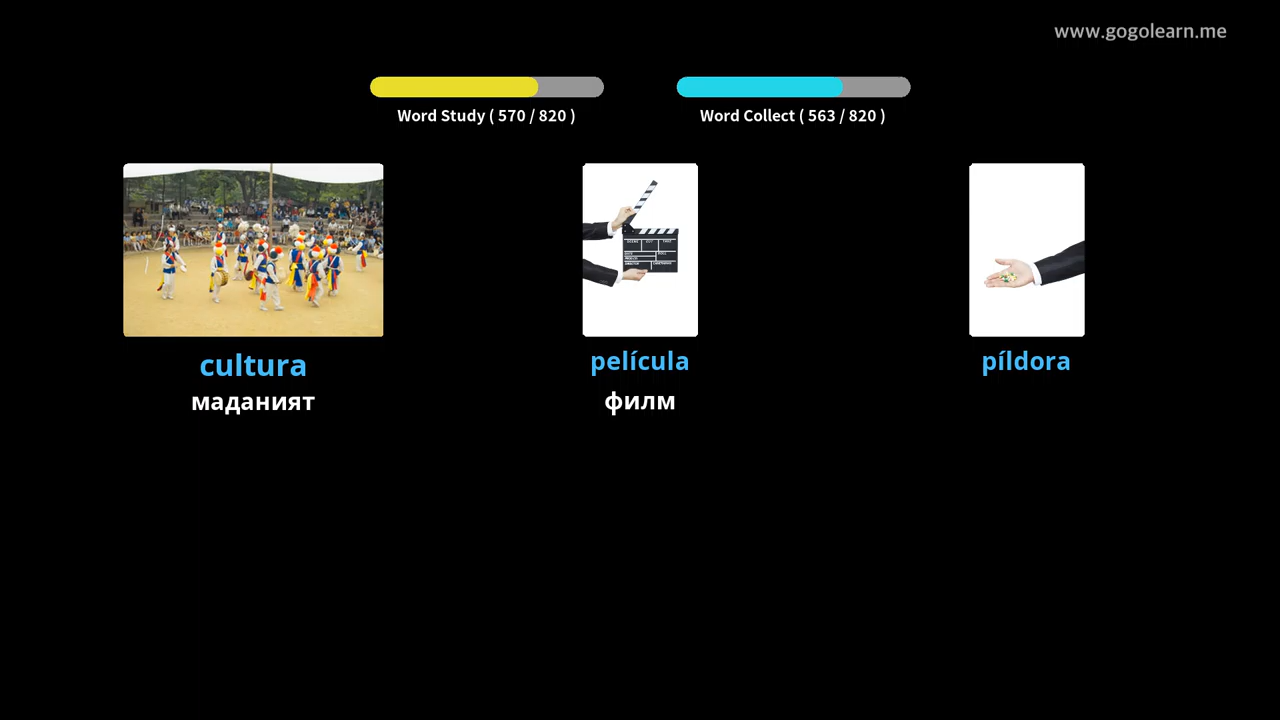 www.gogolearn.me
Word Study ( 570 / 820 )
Word Collect ( 563 / 820 )
cultura
маданият
película
филм
píldora